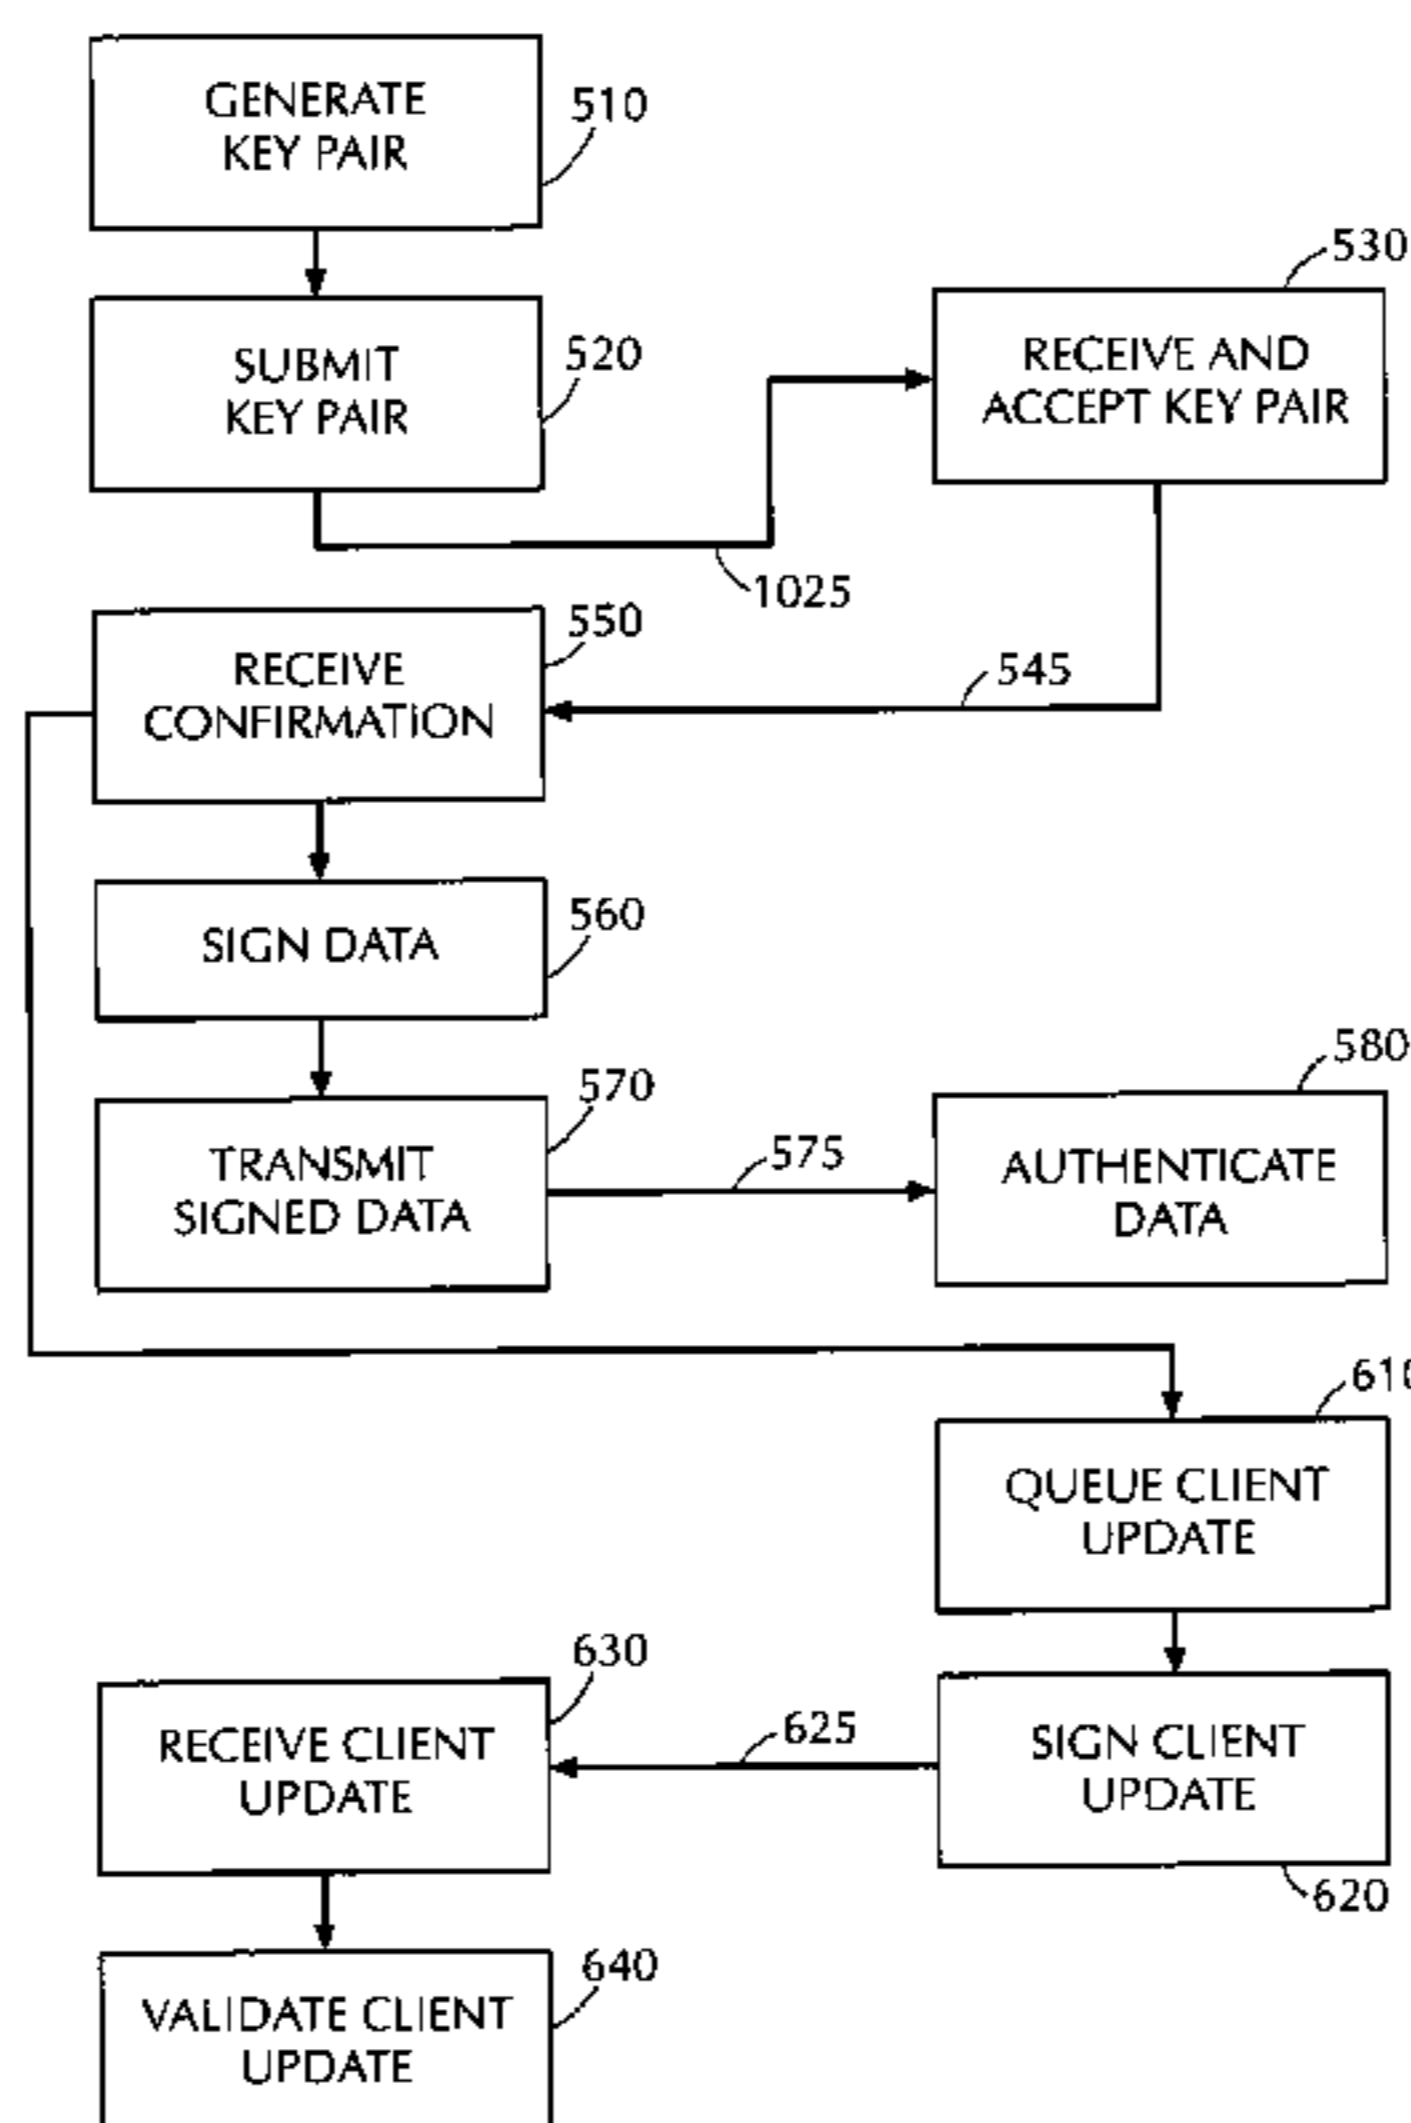 GENERATE
KEY PAIR
510
SUBMIT
KEY PAIR
520
530
RECEIVE AND
ACCEPT KEY PAIR
1025
RECEIVE
CONFIRMATION
550
545
SIGN DATA
560
TRANSMIT
SIGNED DATA
570
575
580
AUTHENTICATE
DATA
610
QUEUE CLIENT
UPDATE
SIGN CLIENT
UPDATE
620
625
RECEIVE CLIENT
UPDATE
630
VALIDATE CLIENT
UPDATE
640